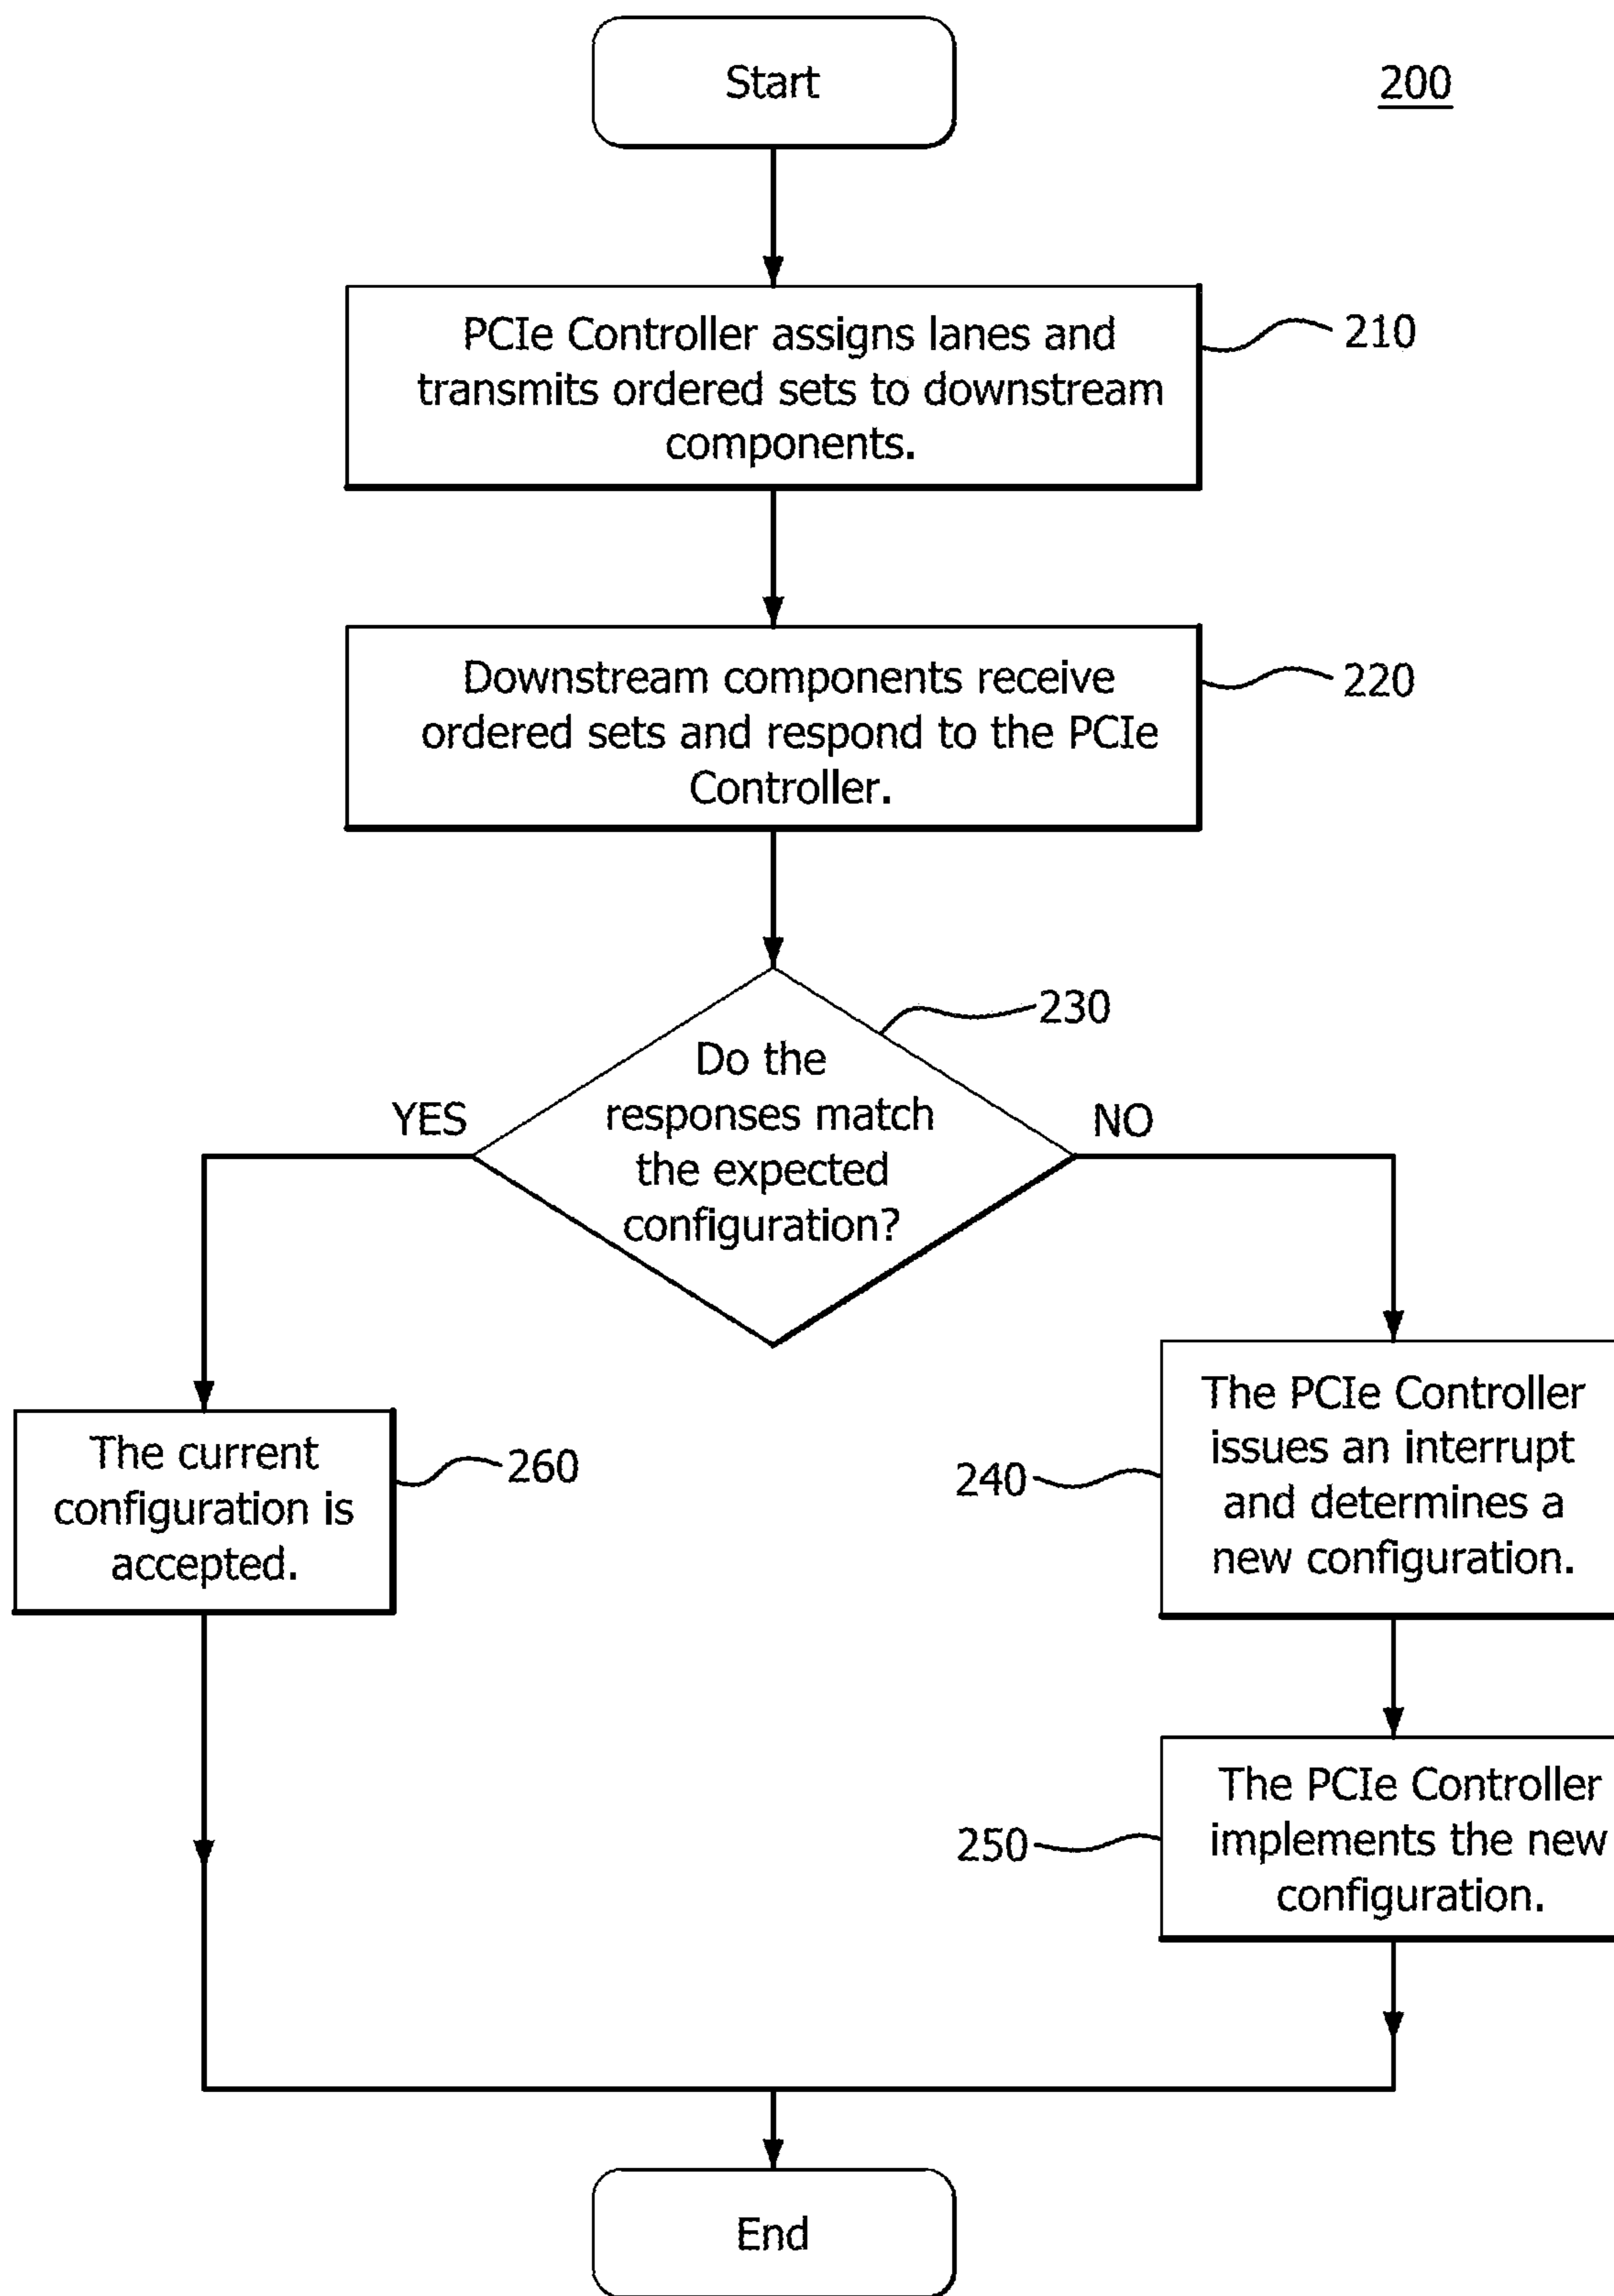 Start
200
PCIe Controller assigns lanes and
transmits ordered sets to downstream
components.
210
Downstream components receive
ordered sets and respond to the PCIe
Controller.
220
230
Do the
responses match
the expected
configuration?
YES
NO
The current
configuration is
accepted.
260
240
The PCIe Controller
issues an interrupt
and determines a
new configuration.
250
The PCIe Controller
implements the new
configuration.
End